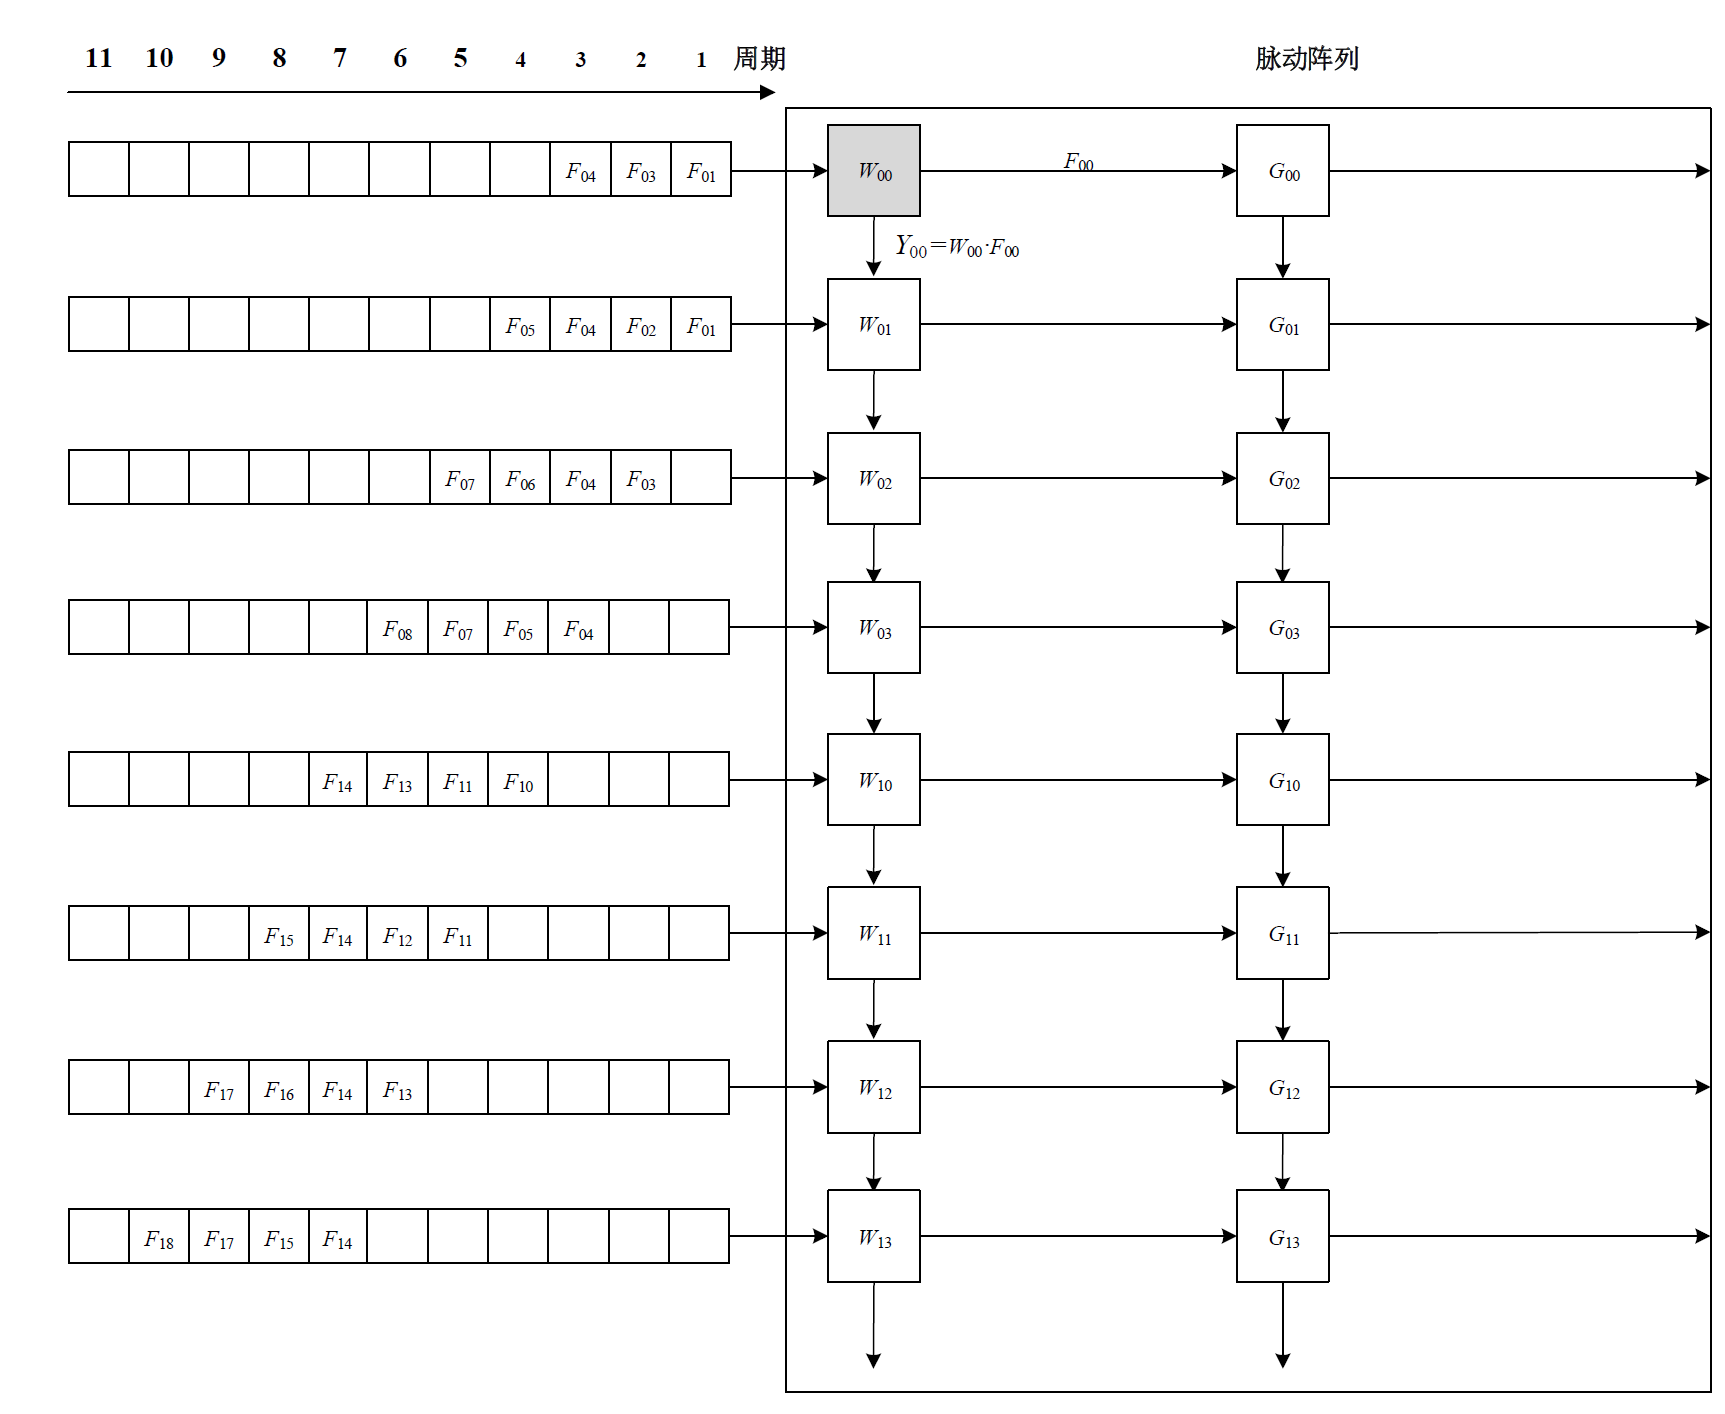 11 10 9 8 7 6 5 4 3 2 1 周期 脉动阵列
F04 F03 F01 W00 F00 G00
Y00=W00·F00
F05 F04 F02 F01 W01 G01
F07 F06 F04 F03 W02 G02
F08 F07 F05 F04 W03 G03
F14 F13 F11 F10 W10 G10
F15 F14 F12 F11 W11 G11
F17 F16 F14 F13 W12 G12
F18 F17 F15 F14 W13 G13